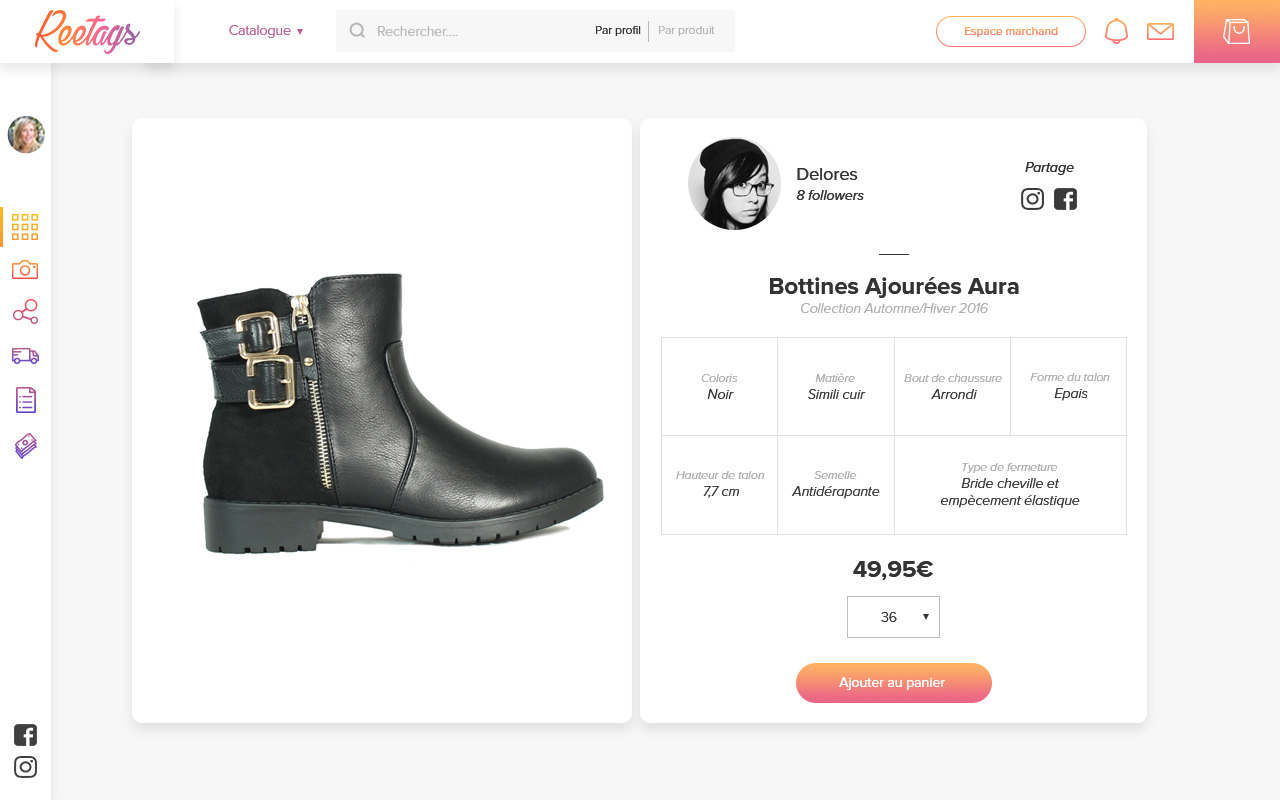 Reetags
Catalogue ▼
Rechercher....
Par profil
Par produit
Espace marchand
Delores
8 followers
Partage
Bottines Ajourées Aura
Collection Automne/Hiver 2016
Coloris
Noir
Matière
Simili cuir
Bout de chaussure
Arrondi
Forme du talon
Epais
Hauteur de talon
7,7 cm
Semelle
Antidérapante
Type de fermeture
Bride cheville et
empècement élastique
49,95€
36 ▼
Ajouter au panier